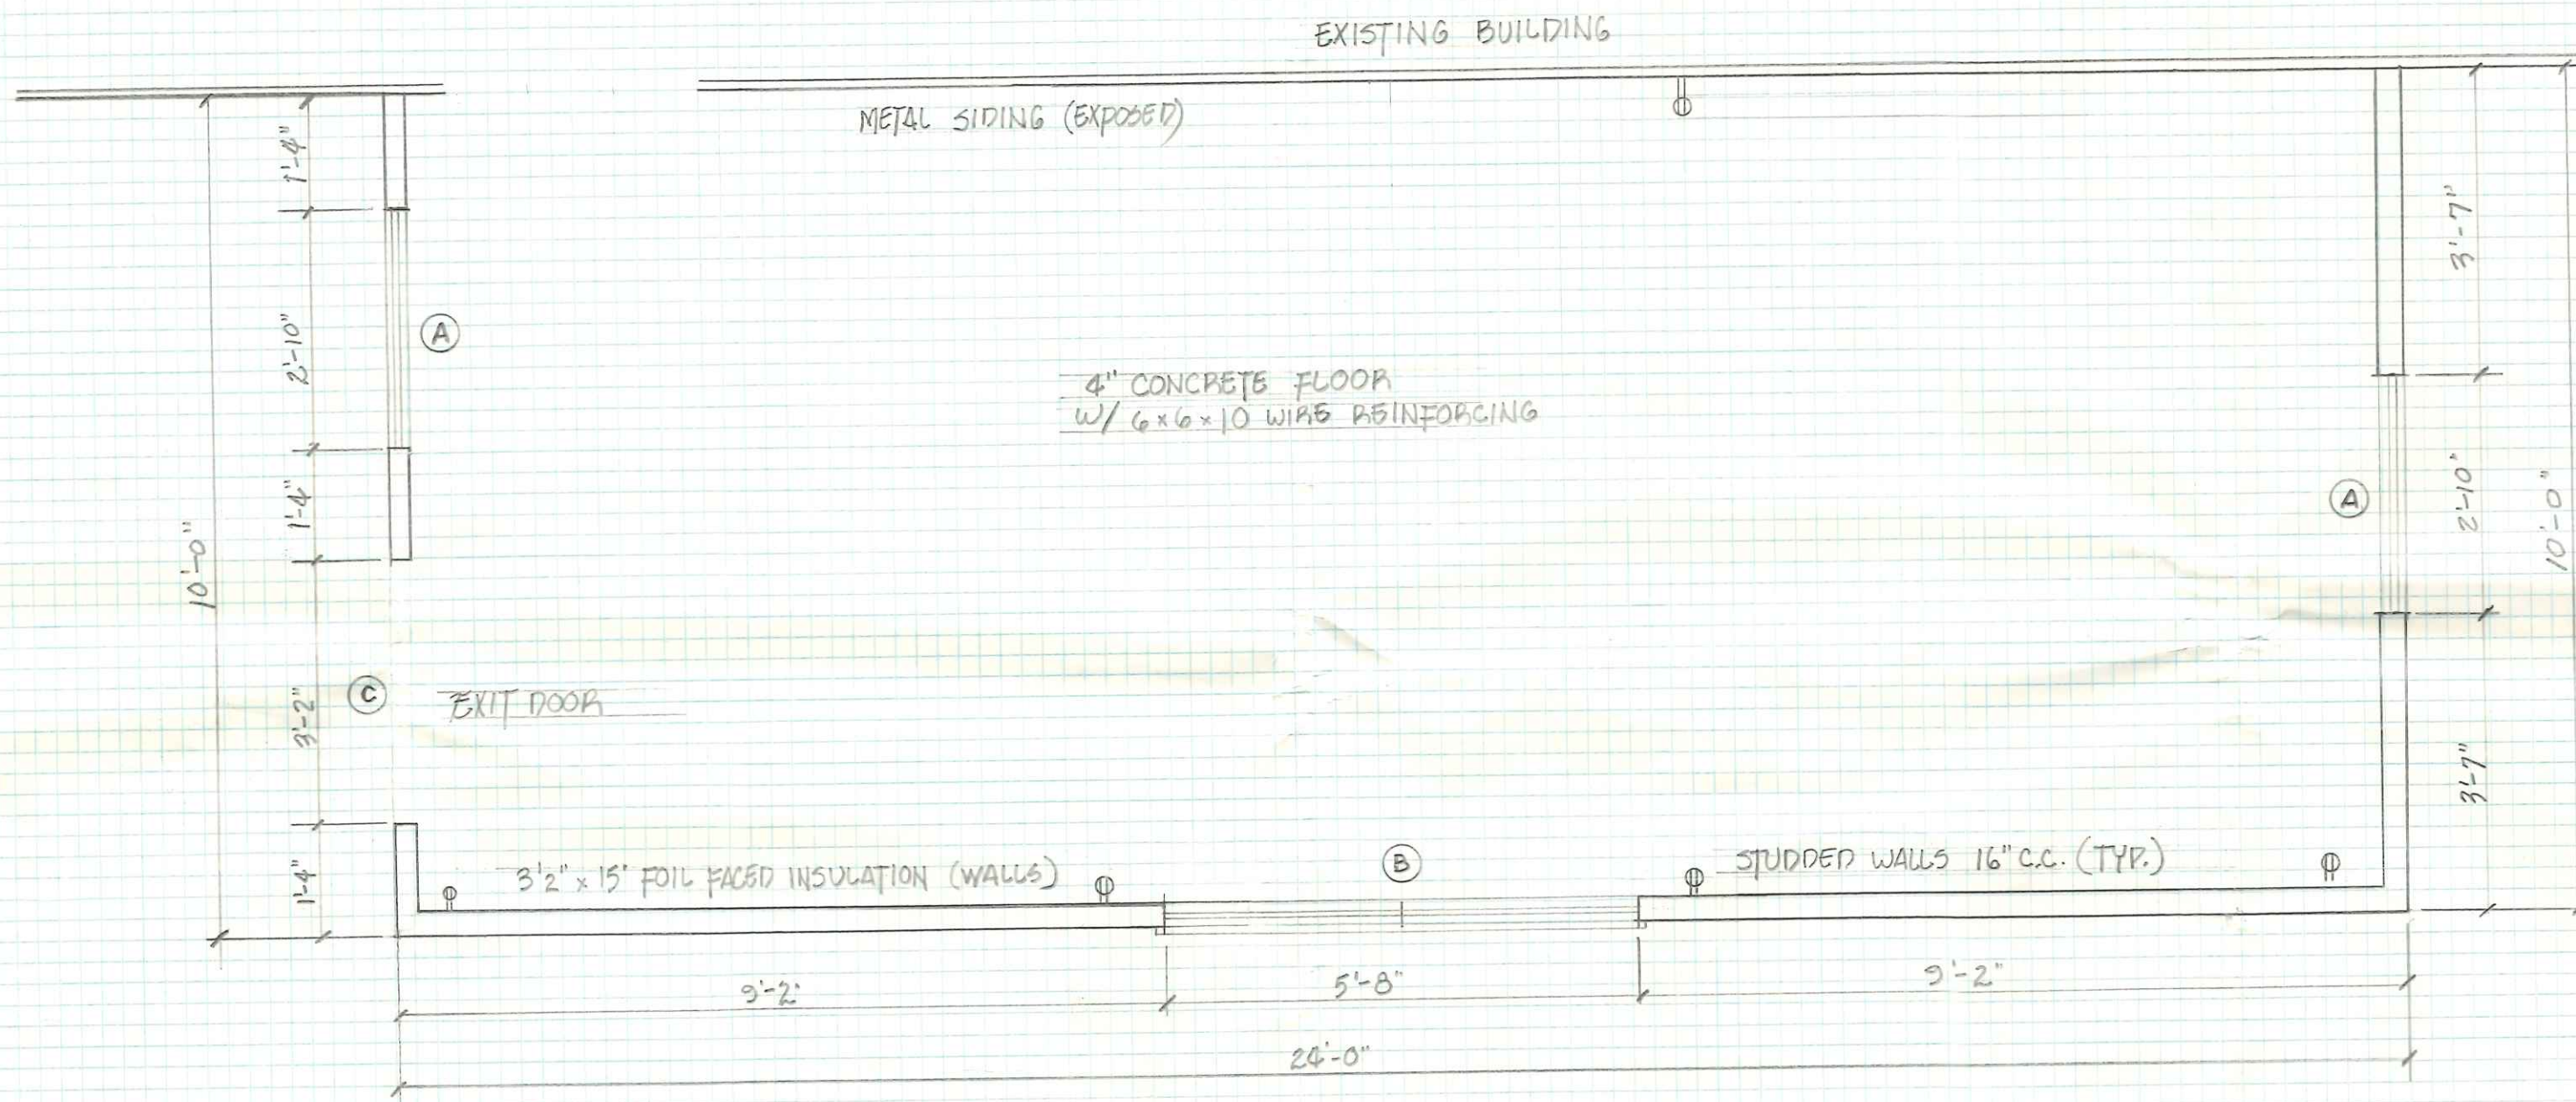 EXISTING BUILDING
METAL SIDING (EXPOSED)
1'-4"
2'-10"
1'-4"
3'-2"
1'-4"
10'-0"
A
C
EXIT DOOR
4" CONCRETE FLOOR
W/ 6x6x10 WIRE REINFORCING
3'-7"
2'-10"
3'-7"
10'-0"
A
3'2" x 15" FOIL FACED INSULATION (WALLS)
B
STUDDED WALLS 16" C.C. (TYP.)
9'-2"
5'-8"
9'-2"
24'-0"